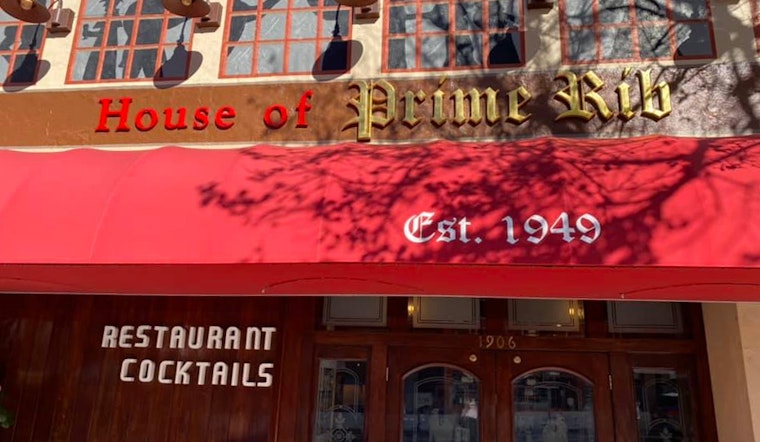 House of Prime Rib
Est. 1949
1906
RESTAURANT
COCKTAILS